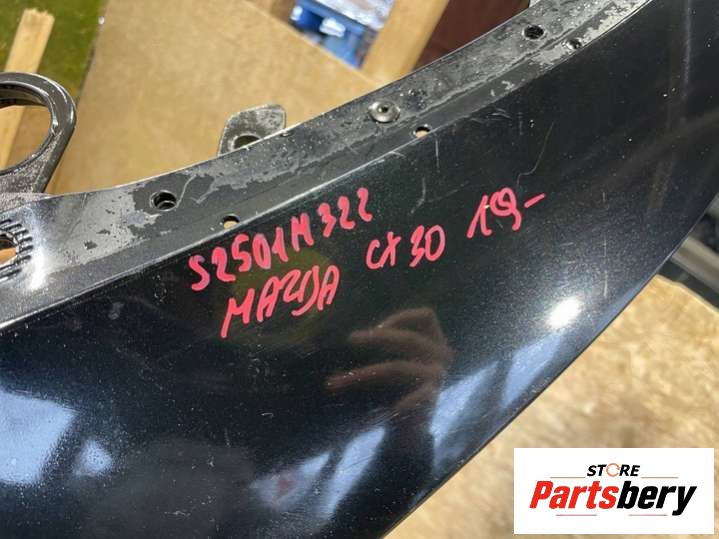 S2501M322
MAZDA CX30 19-
STORE
Partsbery